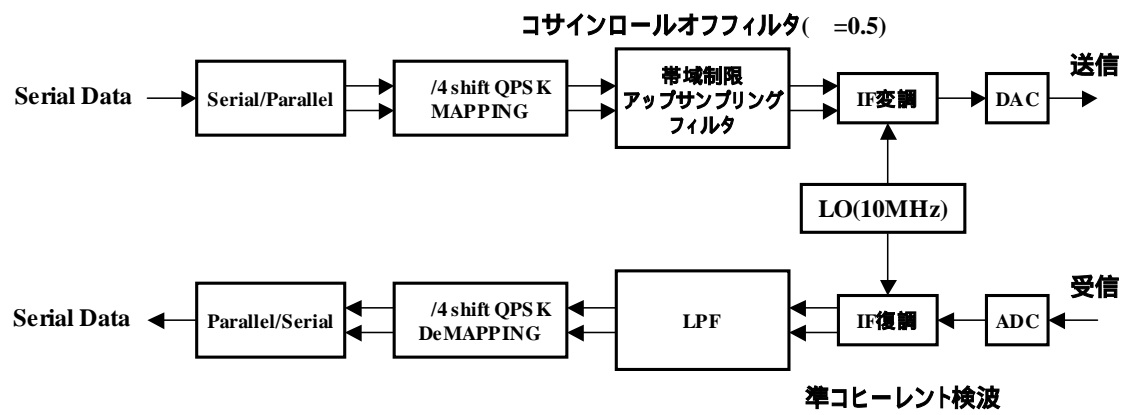 コサインロールオフフィルタ( =0.5)
送信
Serial Data
Serial/Parallel
/4 shift QPSK
MAPPING
帯域制限
アップサンプリング
フィルタ
IF変調
DAC
LO(10MHz)
受信
Serial Data
Parallel/Serial
/4 shift QPSK
DeMAPPING
LPF
IF復調
ADC
準コヒーレント検波